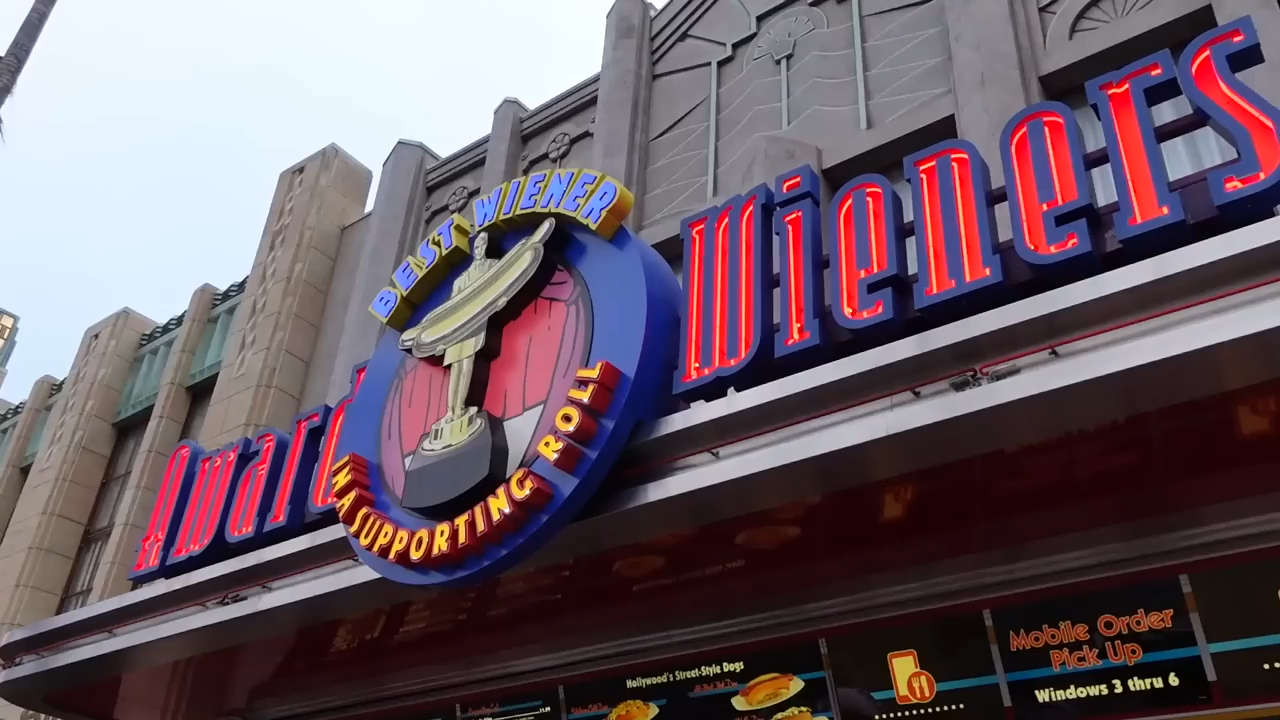 BEST WIENER
Award Wieners
IN A SUPPORTING ROLL
Hollywood's Street-Style Dogs
Mobile Order
Pick Up
Windows 3 thru 6